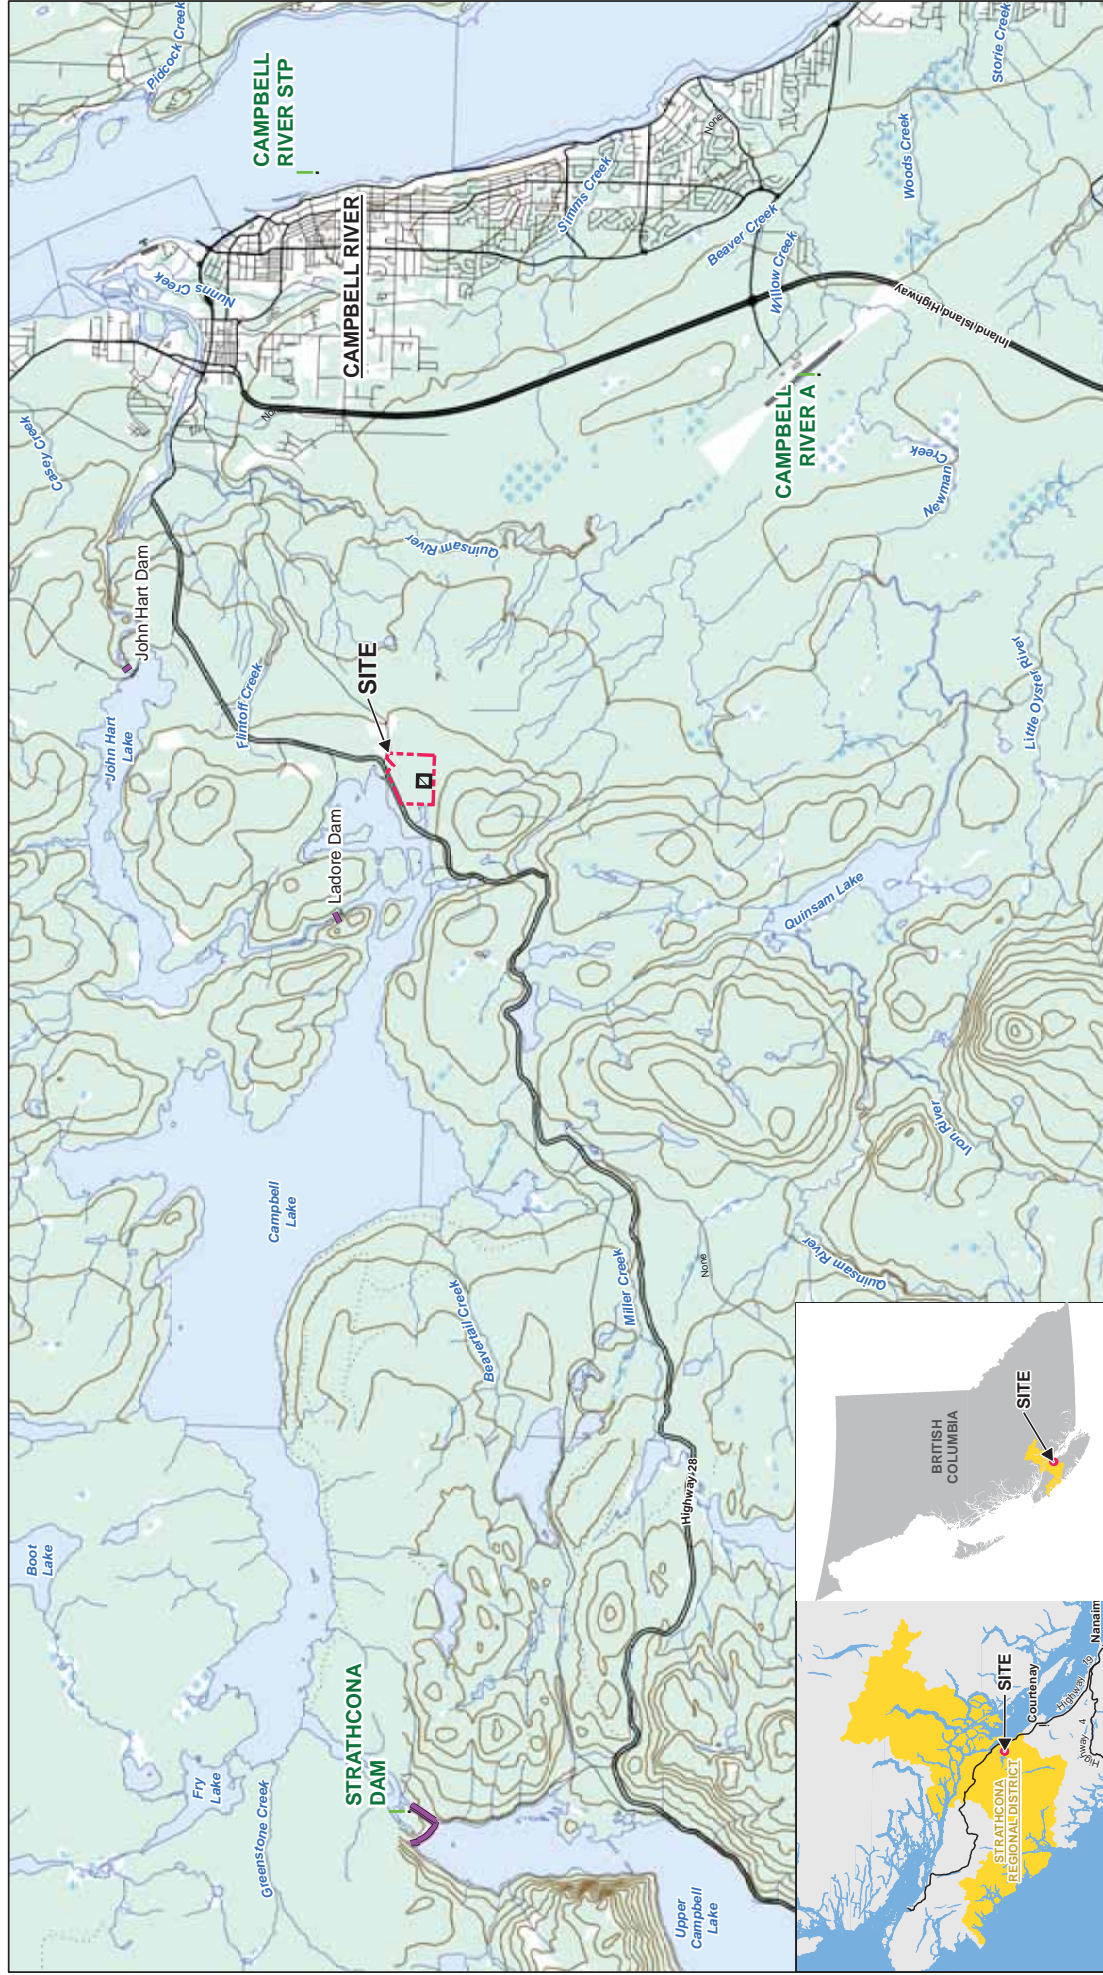 Pidcock Creek
CAMPBELL
RIVER STP
Storie Creek
Woods Creek
None
Simms Creek
CAMPBELL RIVER
Nunns Creek
Beaver Creek
Willow Creek
Inland Island Highway
CAMPBELL
RIVER A
Newman
Creek
Casey Creek
Quinsam River
John Hart Dam
John Hart
Lake
Flintoff Creek
SITE
Ladore Dam
Little Oyster River
Quinsam Lake
Iron River
Quinsam River
Campbell
Lake
Miller Creek
None
Beavertail Creek
Highway 28
Boot
Lake
Fry
Lake
Greenstone Creek
STRATHCONA
DAM
Upper
Campbell
Lake
BRITISH
COLUMBIA
SITE
SITE
Courtenay
Highway 19
Highway 4
Nanaim
STRATHCONA
REGIONAL DISTRICT